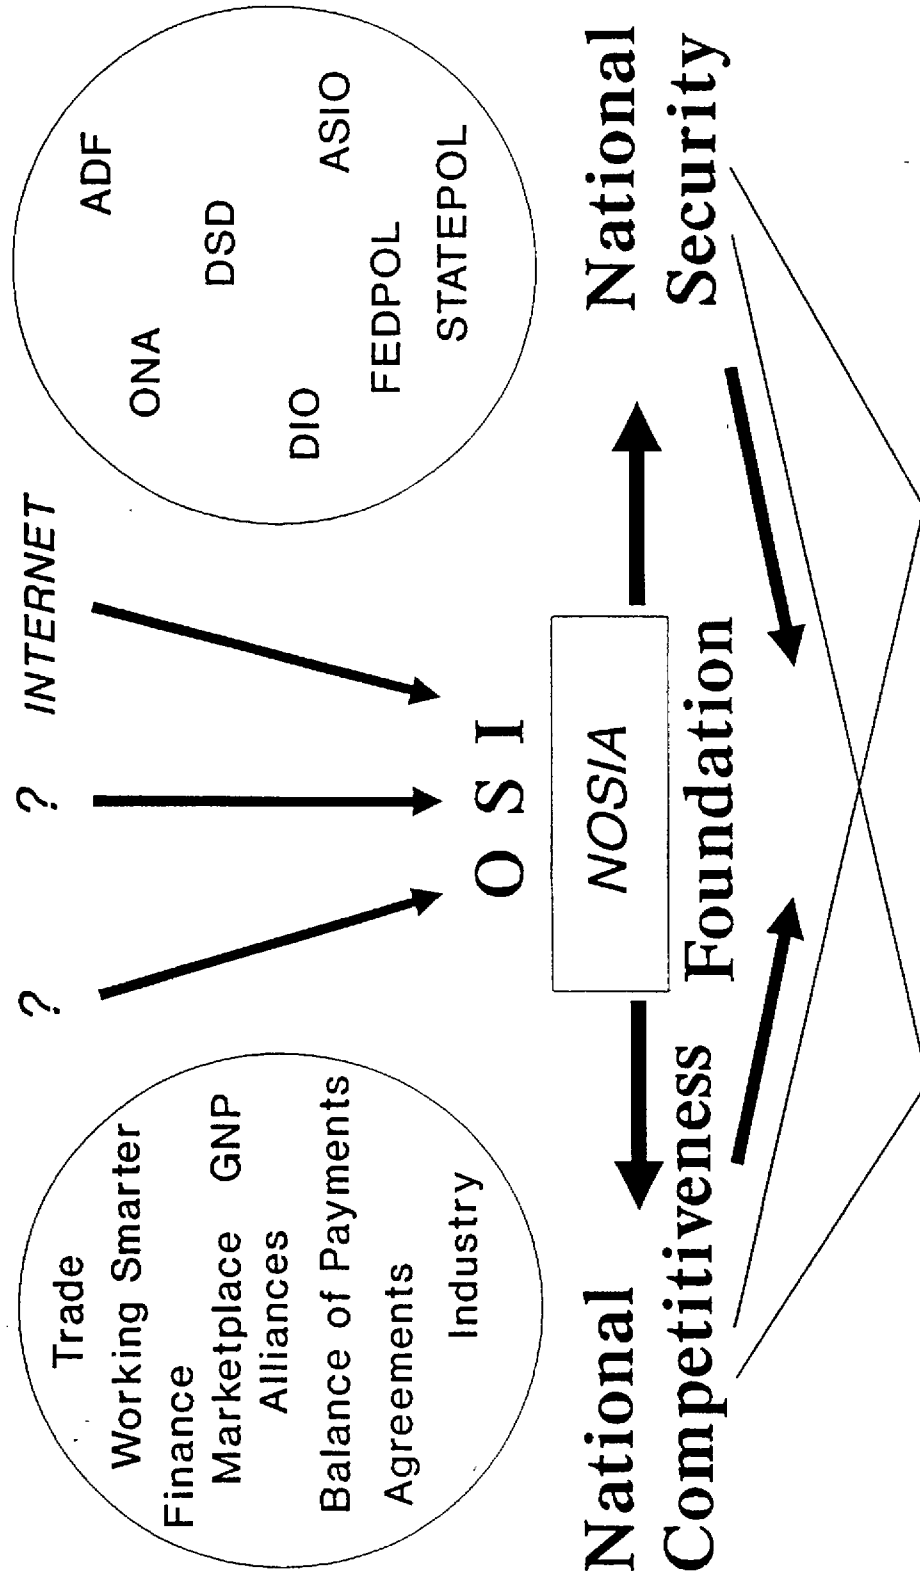 ?
?
INTERNET
Trade
Working Smarter
Finance
Marketplace GNP
Alliances
Balance of Payments
Agreements
Industry
ADF
ONA
DSD
DIO
ASIO
FEDPOL
STATEPOL
O S I
NOSIA
Foundation
National
Competitiveness
National
Security